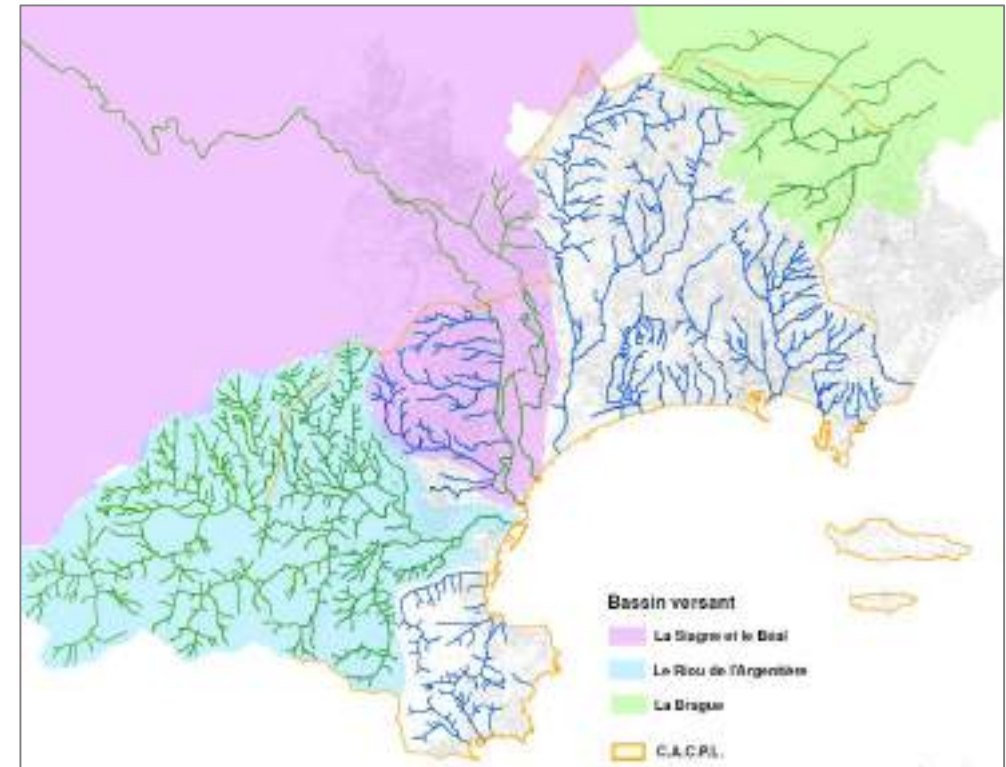 Bassin versant
La Siagne et le Béal
Le Riou de l'Argentière
La Brague
C.A.C.P.L.